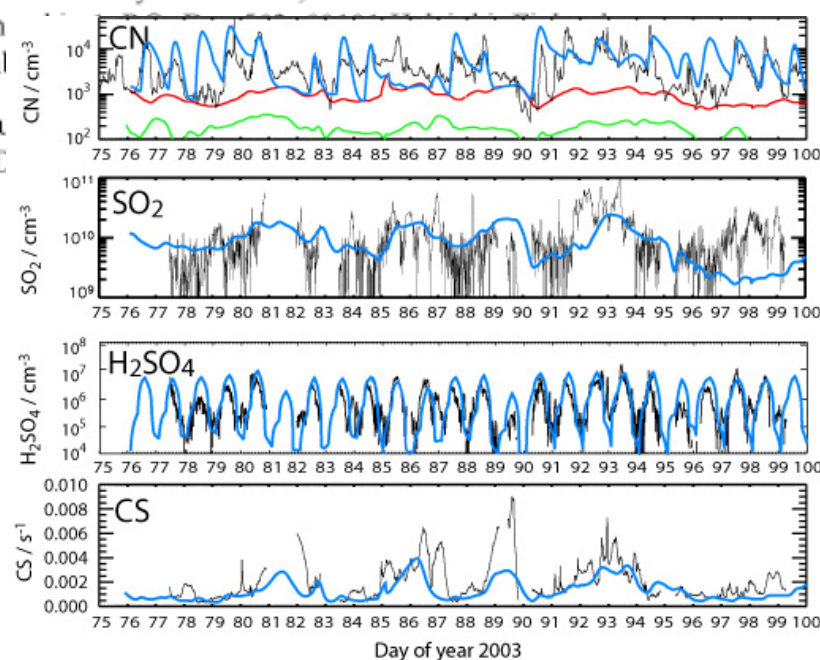 CN
CN / cm⁻³
10⁴
10³
10²
75 76 77 78 79 80 81 82 83 84 85 86 87 88 89 90 91 92 93 94 95 96 97 98 99 100
SO₂
SO₂ / cm⁻³
10¹¹
10¹⁰
10⁹
75 76 77 78 79 80 81 82 83 84 85 86 87 88 89 90 91 92 93 94 95 96 97 98 99 100
H₂SO₄
H₂SO₄ / cm⁻³
10⁸
10⁷
10⁶
10⁵
10⁴
75 76 77 78 79 80 81 82 83 84 85 86 87 88 89 90 91 92 93 94 95 96 97 98 99 100
CS
CS / s⁻¹
0.010
0.008
0.006
0.004
0.002
0.000
75 76 77 78 79 80 81 82 83 84 85 86 87 88 89 90 91 92 93 94 95 96 97 98 99 100
Day of year 2003